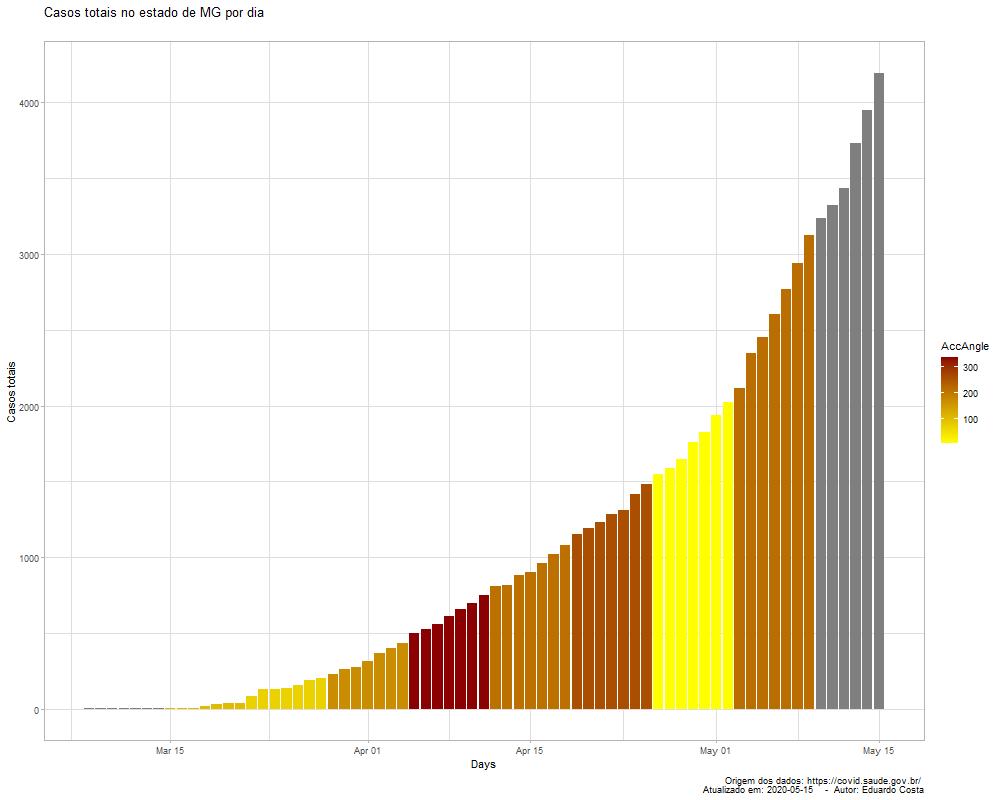 Casos totais no estado de MG por dia
4000
3000
2000
1000
0
Casos totais
Mar 15
Apr 01
Apr 15
May 01
May 15
Days
AccAngle
300
200
100
Origem dos dados: https://covid.saude.gov.br/
Atualizado em: 2020-05-15 - Autor: Eduardo Costa